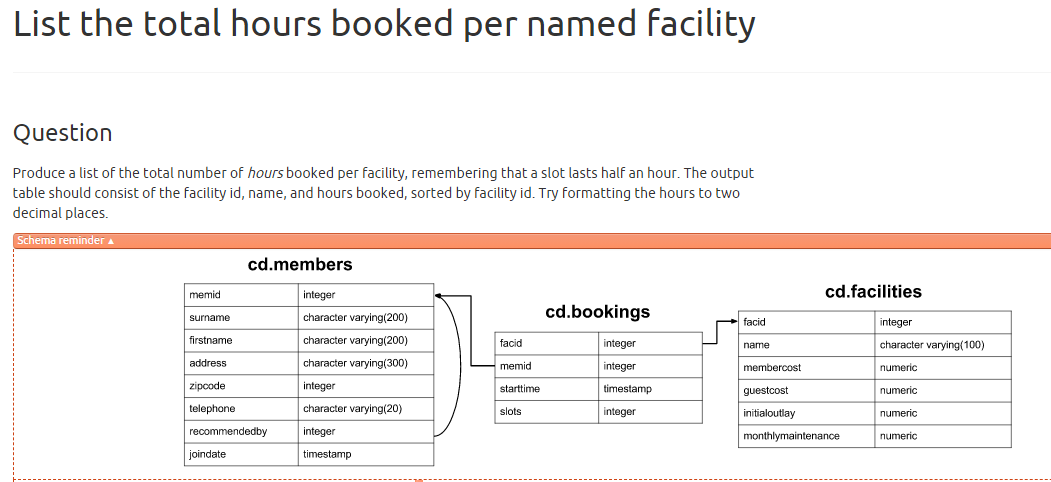 List the total hours booked per named facility
Question
Produce a list of the total number of hours booked per facility, remembering that a slot lasts half an hour. The output
table should consist of the facility id, name, and hours booked, sorted by facility id. Try formatting the hours to two
decimal places.
Schema reminder ▲
cd.members
memid integer
surname character varying(200)
firstname character varying(200)
address character varying(300)
zipcode integer
telephone character varying(20)
recommendedby integer
joindate timestamp
cd.bookings
facid integer
memid integer
starttime timestamp
slots integer
cd.facilities
facid integer
name character varying(100)
membercost numeric
guestcost numeric
initialoutlay numeric
monthlymaintenance numeric